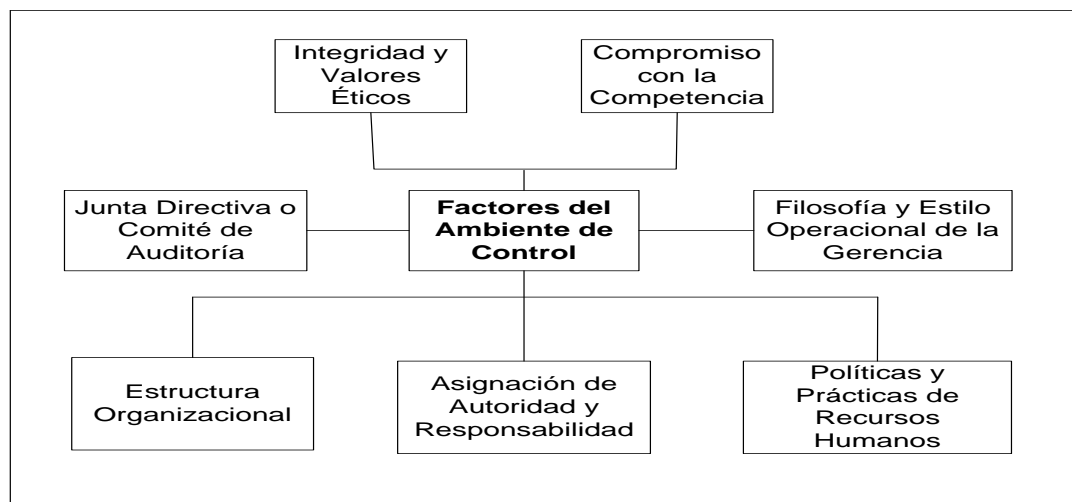 Integridad y
Valores
Éticos
Compromiso
con la
Competencia
Junta Directiva o
Comité de
Auditoría
Factores del
Ambiente de
Control
Filosofía y Estilo
Operacional de la
Gerencia
Estructura
Organizacional
Asignación de
Autoridad y
Responsabilidad
Políticas y
Prácticas de
Recursos
Humanos